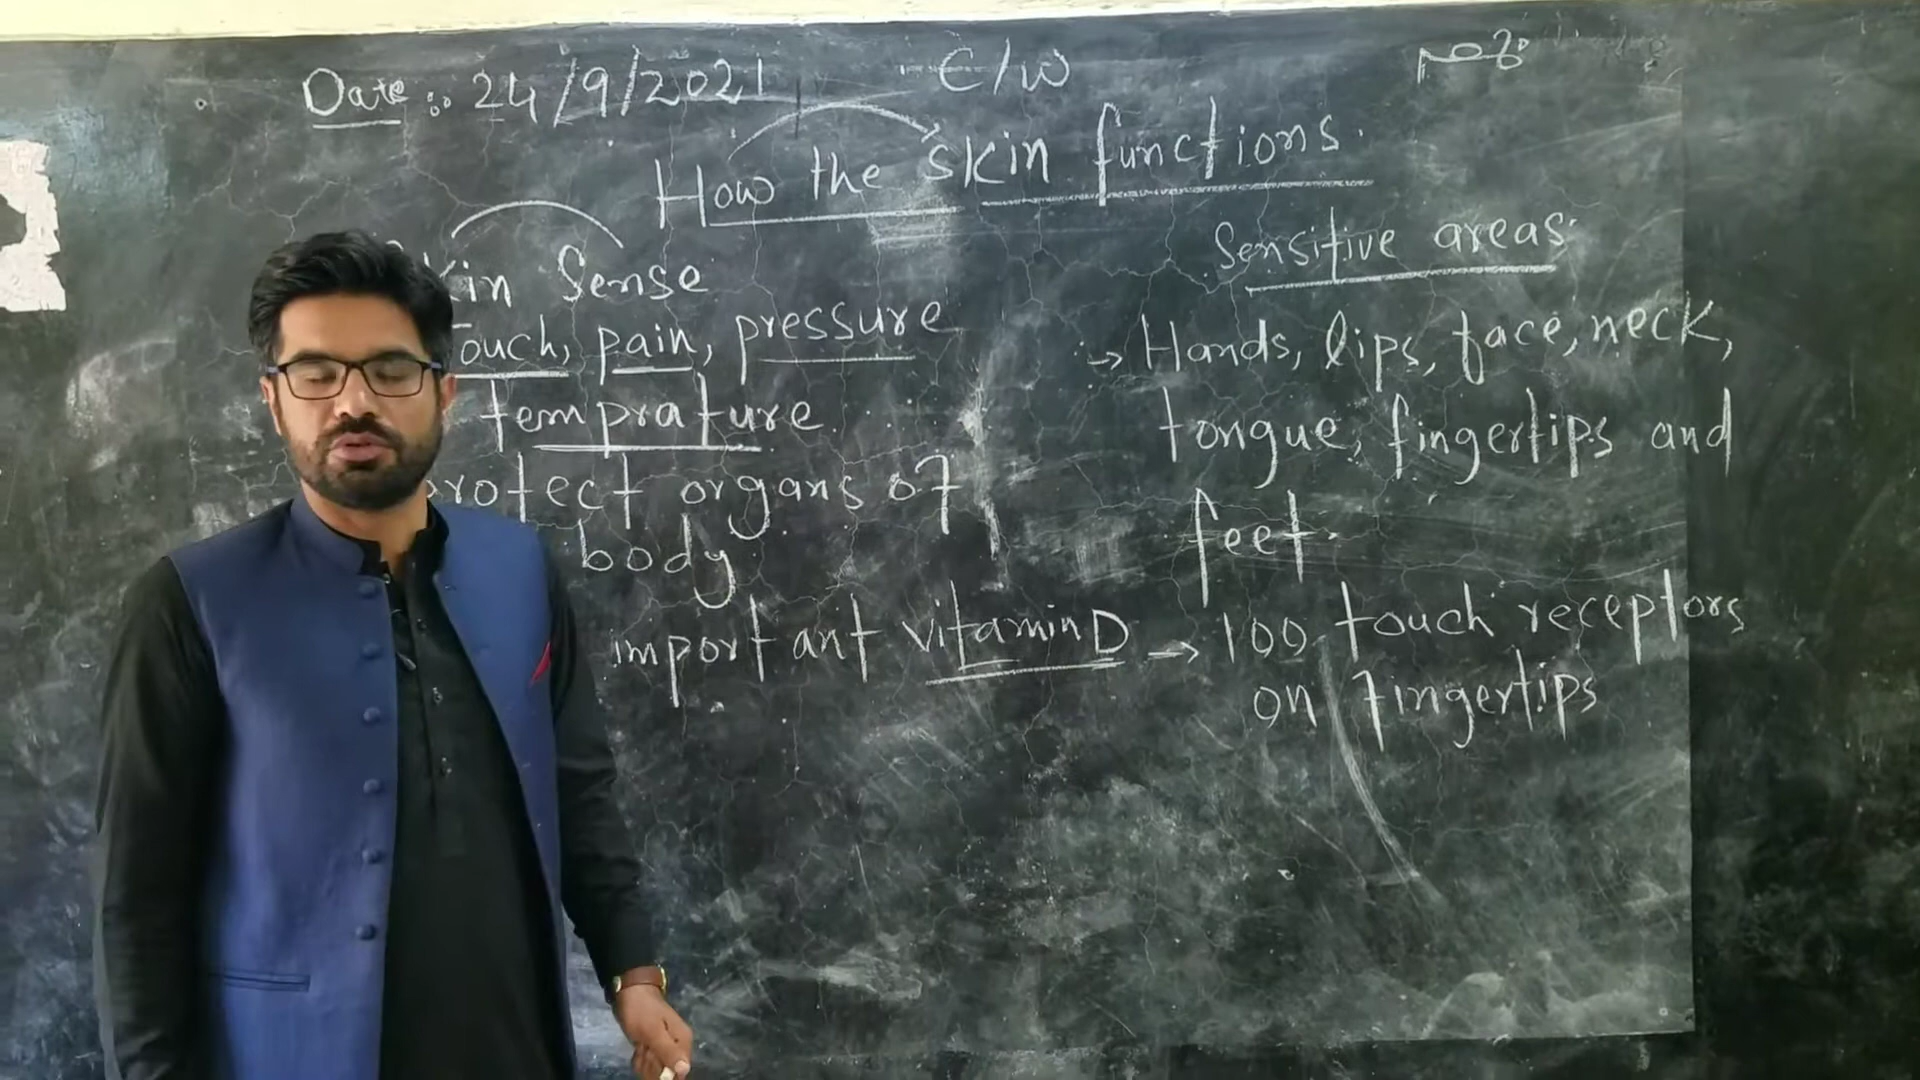 Date: 24/9/2021 C/W
How the skin functions.
kin Sense
ouch, pain, pressure
temprature
protect organs of
body
important vitamin D
Sensitive areas:
→ Hands, lips, face, neck,
tongue, fingertips and
feet.
→ 100 touch receptors
on fingertips